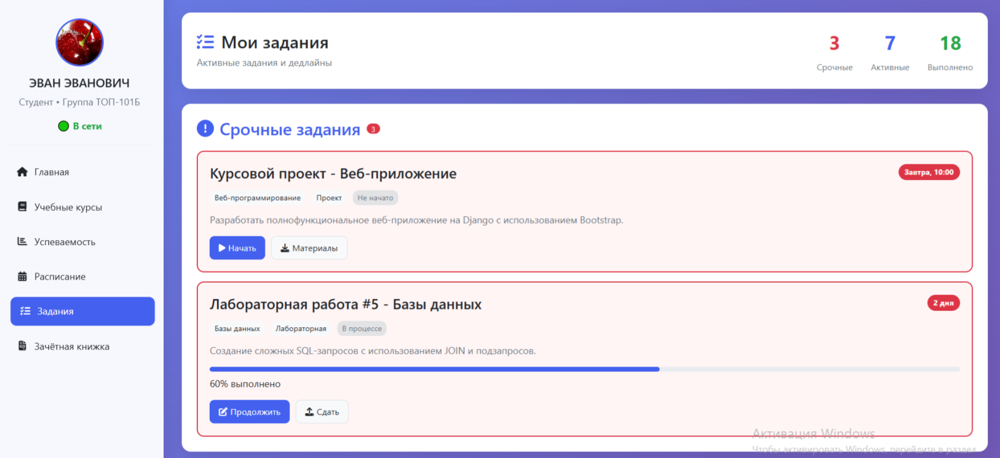 ЭВАН ЭВАНОВИЧ
Студент • Группа ТОП-101Б
В сети
Главная
Учебные курсы
Успеваемость
Расписание
Задания
Зачётная книжка
Мои задания
Активные задания и дедлайны
3
Срочные
7
Активные
18
Выполнено
Срочные задания 3
Курсовой проект - Веб-приложение
Завтра, 10:00
Веб-программирование Проект Не начато
Разработать полнофункциональное веб-приложение на Django с использованием Bootstrap.
Начать Материалы
Лабораторная работа #5 - Базы данных
2 дня
Базы данных Лабораторная В процессе
Создание сложных SQL-запросов с использованием JOIN и подзапросов.
60% выполнено
Продолжить Сдать
Активация Windows
Чтобы активировать Windows, перейдите в раздел